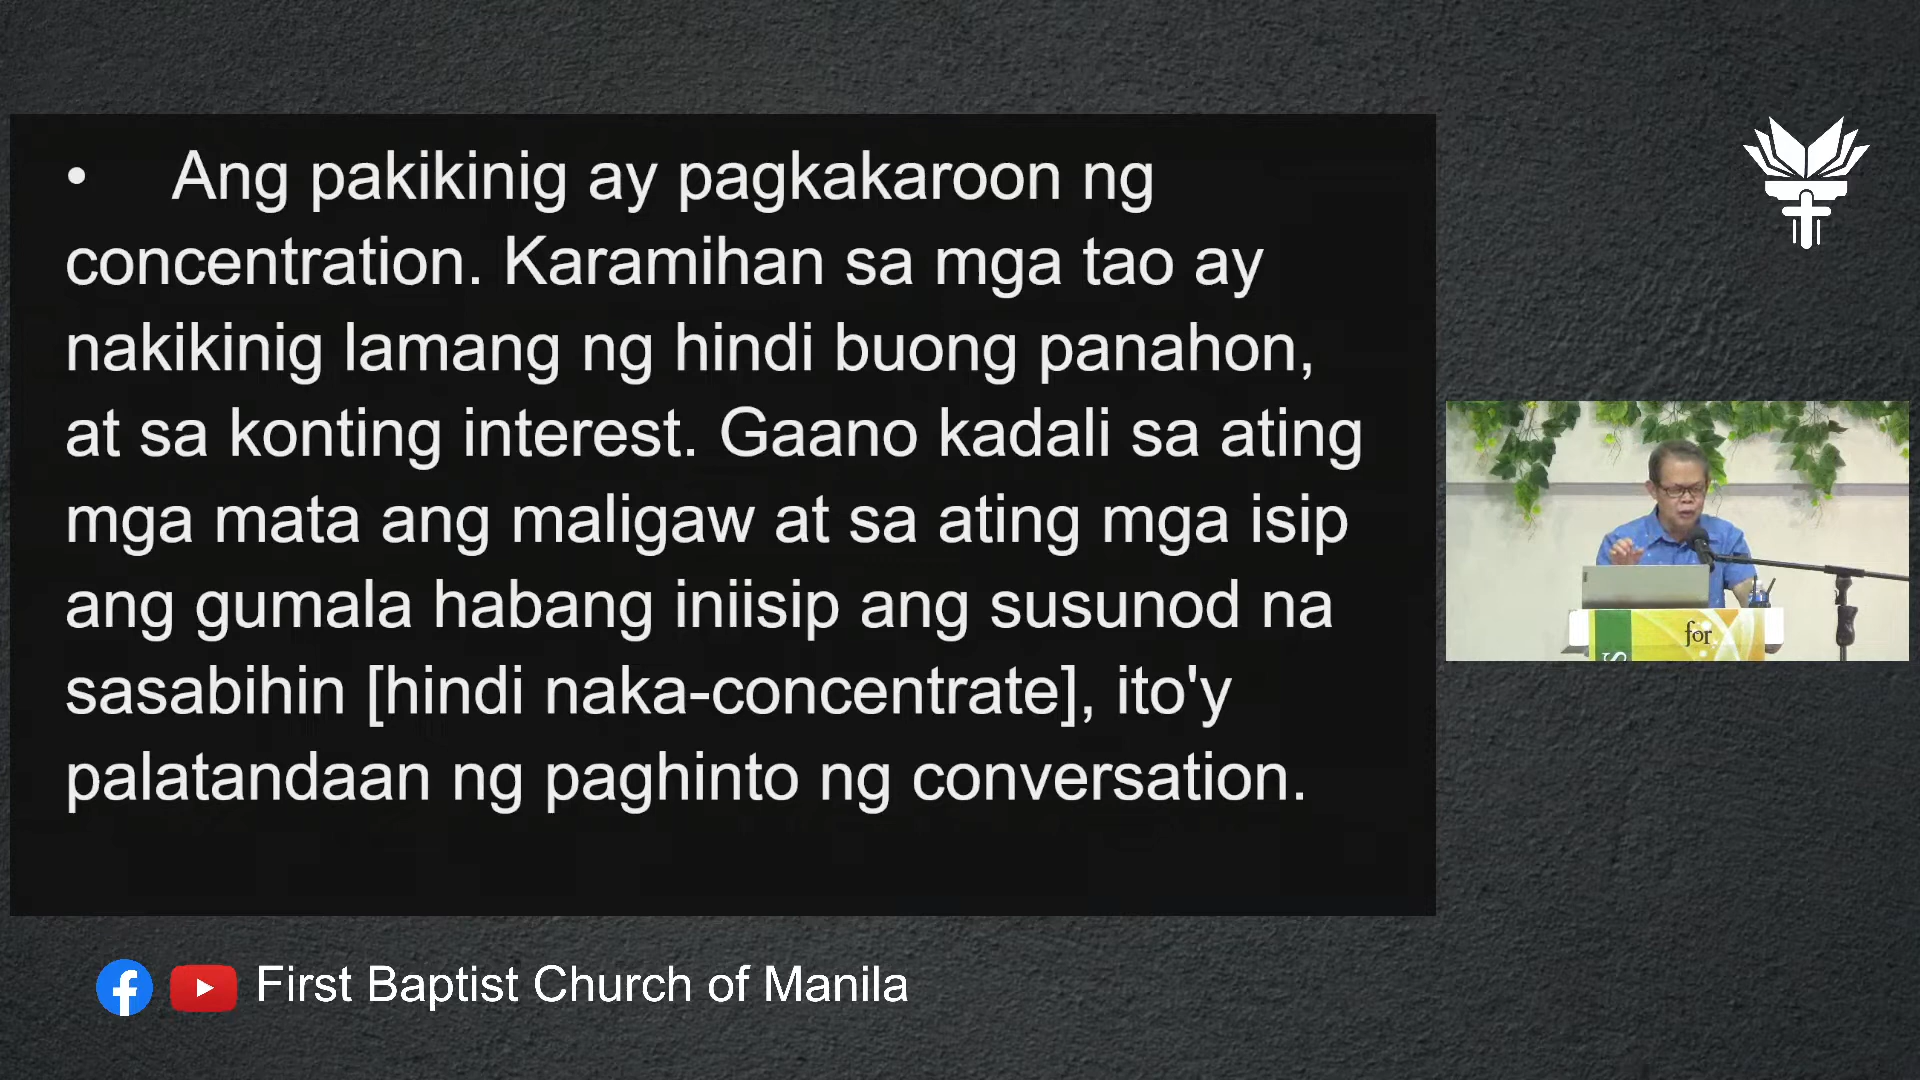 • Ang pakikinig ay pagkakaroon ng
concentration. Karamihan sa mga tao ay
nakikinig lamang ng hindi buong panahon,
at sa konting interest. Gaano kadali sa ating
mga mata ang maligaw at sa ating mga isip
ang gumala habang iniisip ang susunod na
sasabihin [hindi naka-concentrate], ito'y
palatandaan ng paghinto ng conversation.
for
S
First Baptist Church of Manila